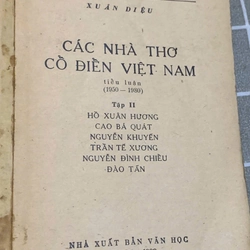 XUÂN DIỆU
CÁC NHÀ THƠ
CỔ ĐIỂN VIỆT NAM
tiểu luận
(1950 — 1980)
Tập II
HỒ XUÂN HƯƠNG
CAO BÁ QUÁT
NGUYỄN KHUYẾN
TRẦN TẾ XƯƠNG
NGUYỄN ĐÌNH CHIỂU
ĐÀO TẤN
NHÀ XUẤT BẢN VĂN HỌC